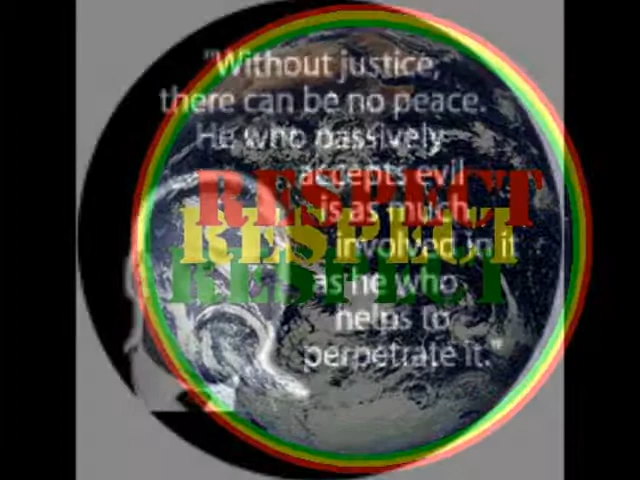 "Without justice,
there can be no peace.
He who passively
accepts evil
RESPECT
is as much
RESPECT
involved in it
RESPECT
as he who
helps to
perpetrate it."